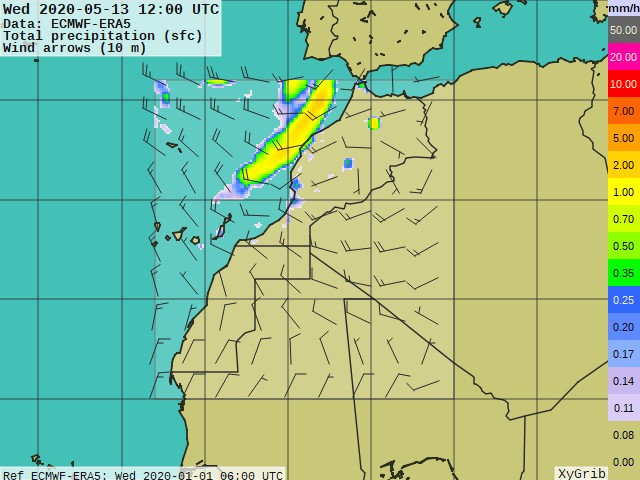 Wed 2020-05-13 12:00 UTC
Data: ECMWF-ERA5
Total precipitation (sfc)
Wind arrows (10 m)
mm/h
50.00
20.00
10.00
7.00
5.00
2.00
1.00
0.70
0.50
0.35
0.25
0.20
0.17
0.14
0.11
0.08
0.00
Ref ECMWF-ERA5: Wed 2020-01-01 06:00 UTC
XyGrib